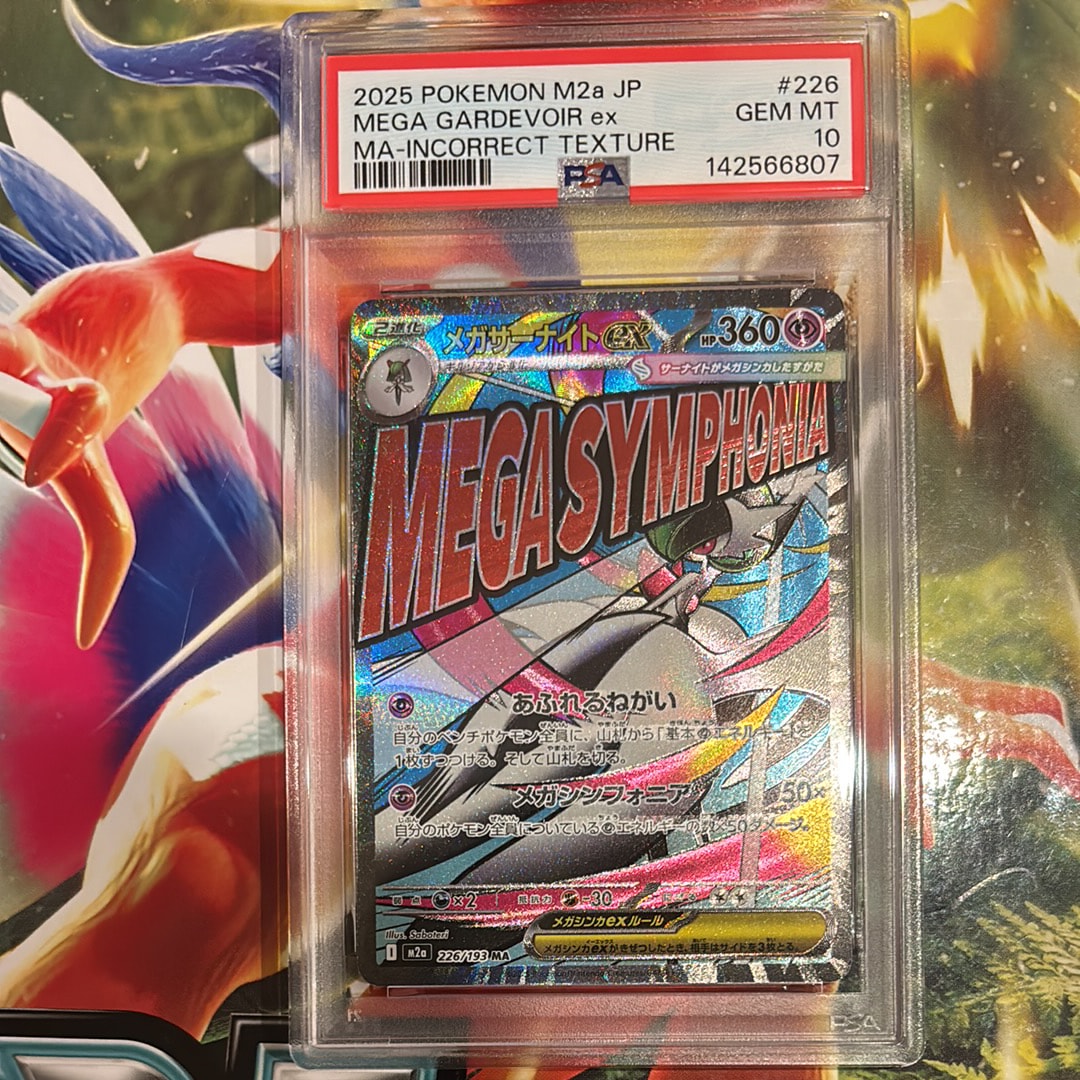 2025 POKEMON M2a JP #226
MEGA GARDEVOIR ex GEM MT
MA-INCORRECT TEXTURE 10
PSA 142566807
2進化 メガサーナイトex HP360
サーナイトがメガシンカしたすがた
MEGASYMPHONIA
あふれるねがい
自分のベンチポケモン全員に、山札から「基本エネルギー」を
1枚ずつつける。そして山札を切る。
メガシンフォニア 50×
自分のポケモン全員についているエネルギーの数×50ダメージ。
弱点 ×2 抵抗力 -30
メガシンカexルール
メガシンカexがきぜつしたとき、相手はサイドを3枚とる。
Illus. Saboteri
I m2a 226/193 MA
PSA